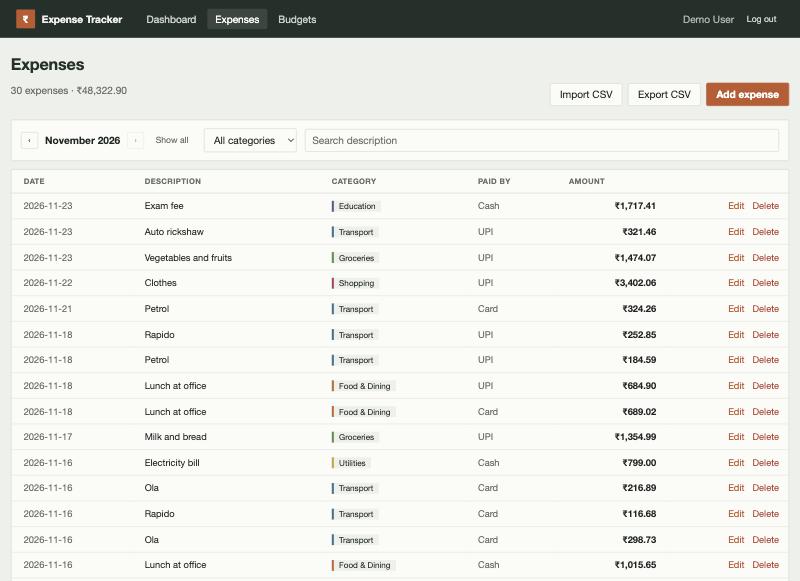 ₹ Expense Tracker Dashboard Expenses Budgets Demo User Log out
Expenses
30 expenses · ₹48,322.90
Import CSV Export CSV Add expense
‹ November 2026 › Show all All categories Search description
DATE DESCRIPTION CATEGORY PAID BY AMOUNT
2026-11-23 Exam fee Education Cash ₹1,717.41 Edit Delete
2026-11-23 Auto rickshaw Transport UPI ₹321.46 Edit Delete
2026-11-23 Vegetables and fruits Groceries UPI ₹1,474.07 Edit Delete
2026-11-22 Clothes Shopping UPI ₹3,402.06 Edit Delete
2026-11-21 Petrol Transport Card ₹324.26 Edit Delete
2026-11-18 Rapido Transport UPI ₹252.85 Edit Delete
2026-11-18 Petrol Transport UPI ₹184.59 Edit Delete
2026-11-18 Lunch at office Food & Dining UPI ₹684.90 Edit Delete
2026-11-18 Lunch at office Food & Dining Card ₹689.02 Edit Delete
2026-11-17 Milk and bread Groceries UPI ₹1,354.99 Edit Delete
2026-11-16 Electricity bill Utilities Cash ₹799.00 Edit Delete
2026-11-16 Ola Transport Card ₹216.89 Edit Delete
2026-11-16 Rapido Transport Card ₹116.68 Edit Delete
2026-11-16 Ola Transport Card ₹298.73 Edit Delete
2026-11-16 Lunch at office Food & Dining Cash ₹1,015.65 Edit Delete